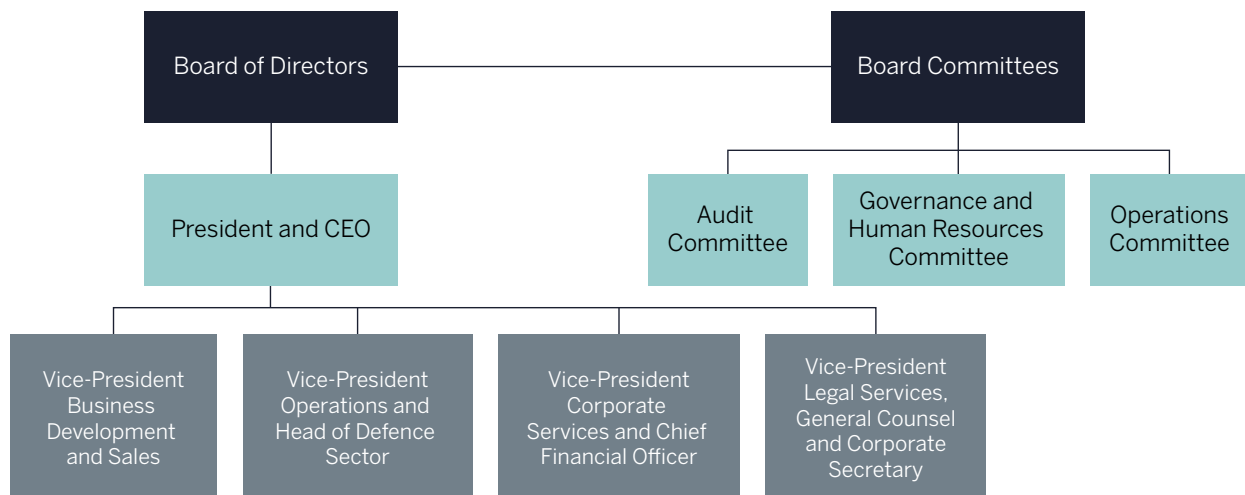 Board of Directors
Board Committees
President and CEO
Audit
Committee
Governance and
Human Resources
Committee
Operations
Committee
Vice-President
Business
Development
and Sales
Vice-President
Operations and
Head of Defence
Sector
Vice-President
Corporate
Services and Chief
Financial Officer
Vice-President
Legal Services,
General Counsel
and Corporate
Secretary